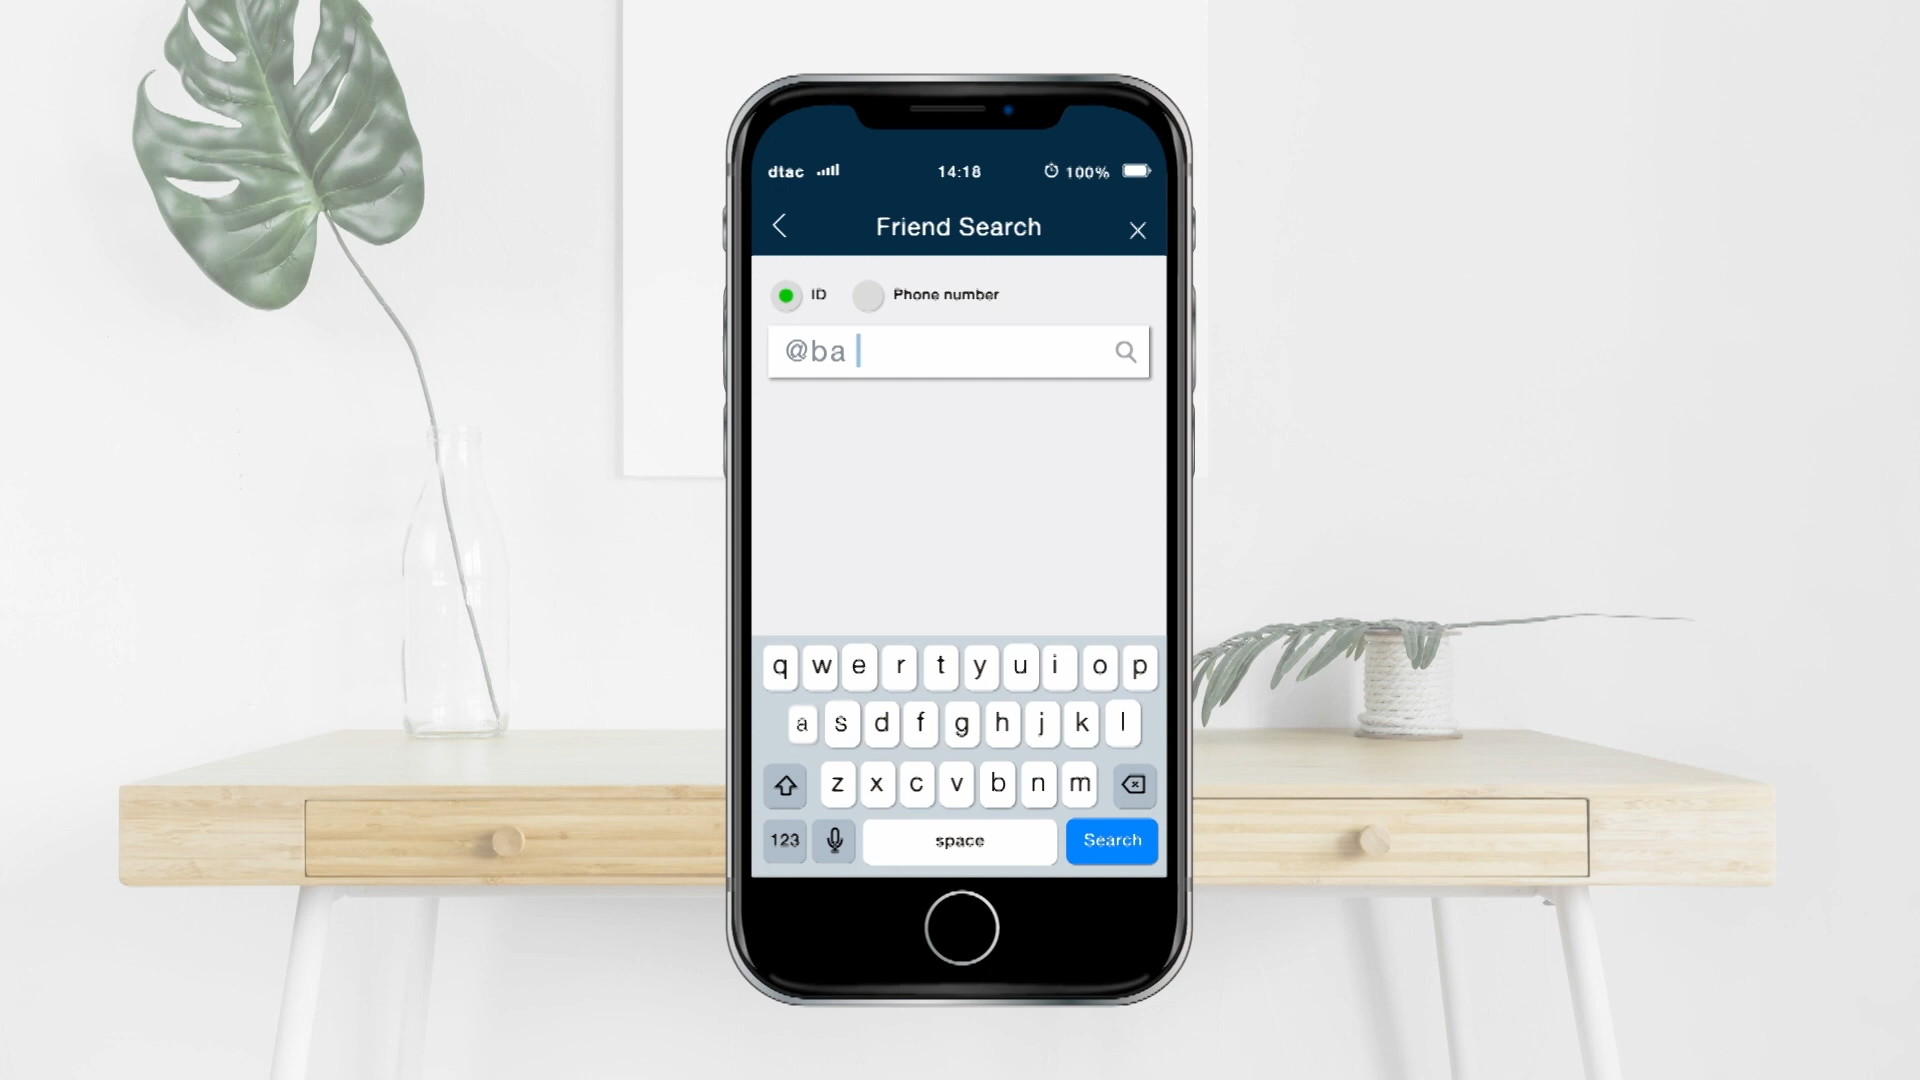 dtac 14:18 100%
Friend Search
ID Phone number
@ba
q w e r t y u i o p
a s d f g h j k l
z x c v b n m
123 space Search